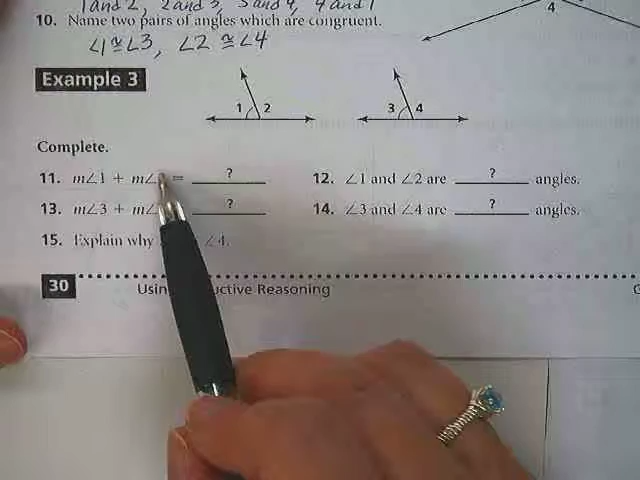 1 and 2, 2 and 3, 3 and 4, 4 and 1
10. Name two pairs of angles which are congruent.
∠1≅∠3, ∠2≅∠4
4
Example 3
1 2
3 4
Complete.
11. m∠1 + m∠ = ?
12. ∠1 and ∠2 are ? angles.
13. m∠3 + m∠ ?
14. ∠3 and ∠4 are ? angles.
15. Explain why ∠4.
30 Reasoning